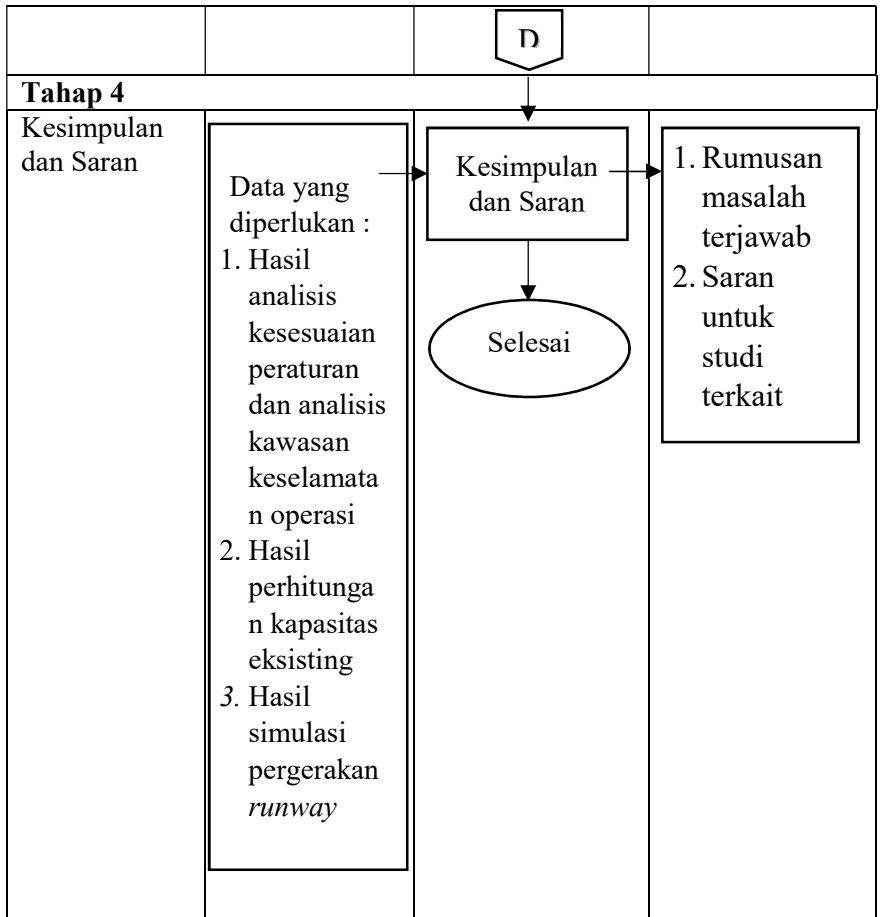 D
Tahap 4
Kesimpulan
dan Saran
Data yang
diperlukan :
1. Hasil
analisis
kesesuaian
peraturan
dan analisis
kawasan
keselamata
n operasi
2. Hasil
perhitunga
n kapasitas
eksisting
3. Hasil
simulasi
pergerakan
runway
Kesimpulan
dan Saran
Selesai
1. Rumusan
masalah
terjawab
2. Saran
untuk
studi
terkait